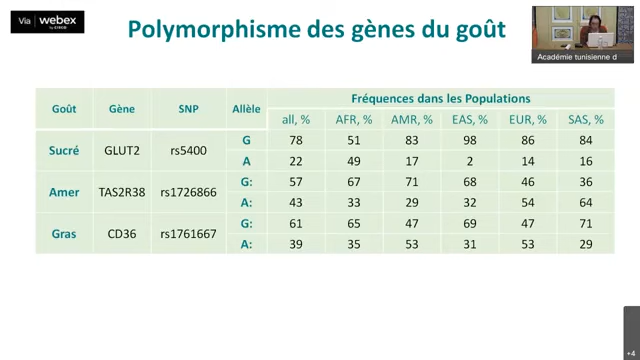 Via webex
by CISCO
Polymorphisme des gènes du goût
Académie tunisienne d
Goût Gène SNP Allèle Fréquences dans les Populations
all, % AFR, % AMR, % EAS, % EUR, % SAS, %
Sucré GLUT2 rs5400 G 78 51 83 98 86 84
A 22 49 17 2 14 16
Amer TAS2R38 rs1726866 G: 57 67 71 68 46 36
A: 43 33 29 32 54 64
Gras CD36 rs1761667 G: 61 65 47 69 47 71
A: 39 35 53 31 53 29
+4